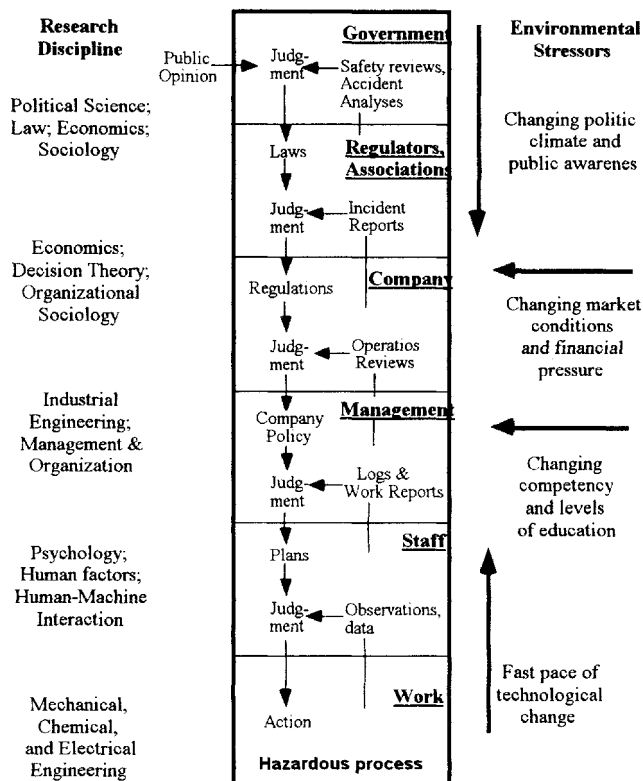 Research
Discipline
Political Science;
Law; Economics;
Sociology
Economics;
Decision Theory;
Organizational
Sociology
Industrial
Engineering;
Management &
Organization
Psychology;
Human factors;
Human-Machine
Interaction
Mechanical,
Chemical,
and Electrical
Engineering
Public
Opinion
Government
Judg-
ment
Safety reviews,
Accident
Analyses
Laws
Regulators,
Associations
Judg-
ment
Incident
Reports
Company
Regulations
Judg-
ment
Operatios
Reviews
Management
Company
Policy
Judg-
ment
Logs &
Work Reports
Staff
Plans
Judg-
ment
Observations,
data
Work
Action
Hazardous process
Environmental
Stressors
Changing politic
climate and
public awarenes
Changing market
conditions
and financial
pressure
Changing
competency
and levels
of education
Fast pace of
technological
change